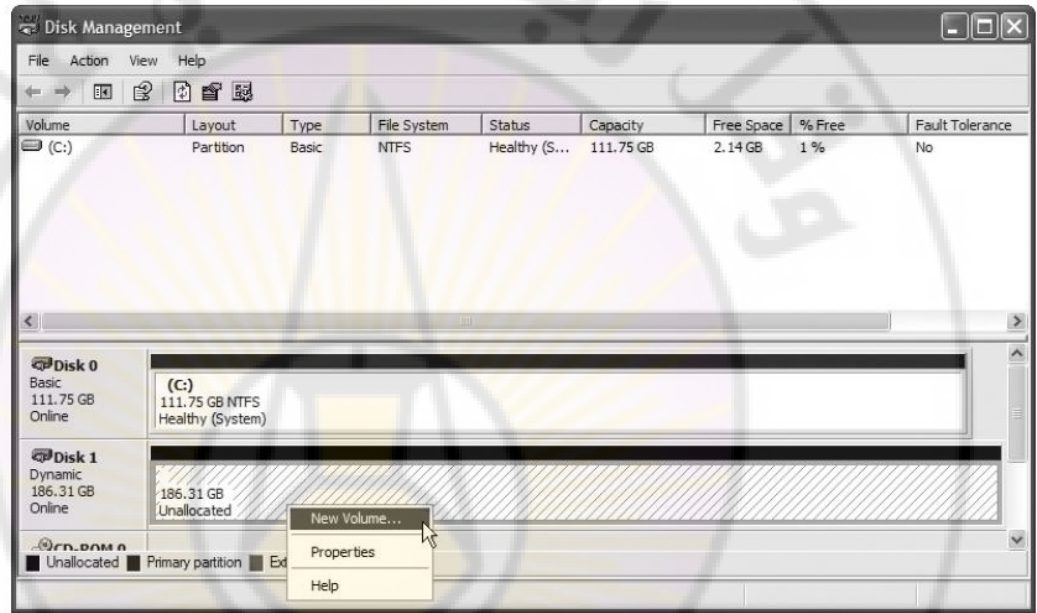 Disk Management
File Action View Help
Volume Layout Type File System Status Capacity Free Space % Free Fault Tolerance
(C:) Partition Basic NTFS Healthy (S... 111.75 GB 2.14 GB 1 % No
Disk 0
Basic
111.75 GB
Online
(C:)
111.75 GB NTFS
Healthy (System)
Disk 1
Dynamic
186.31 GB
Online
186.31 GB
Unallocated
New Volume...
Properties
Help
CD-ROM 0
Unallocated Primary partition